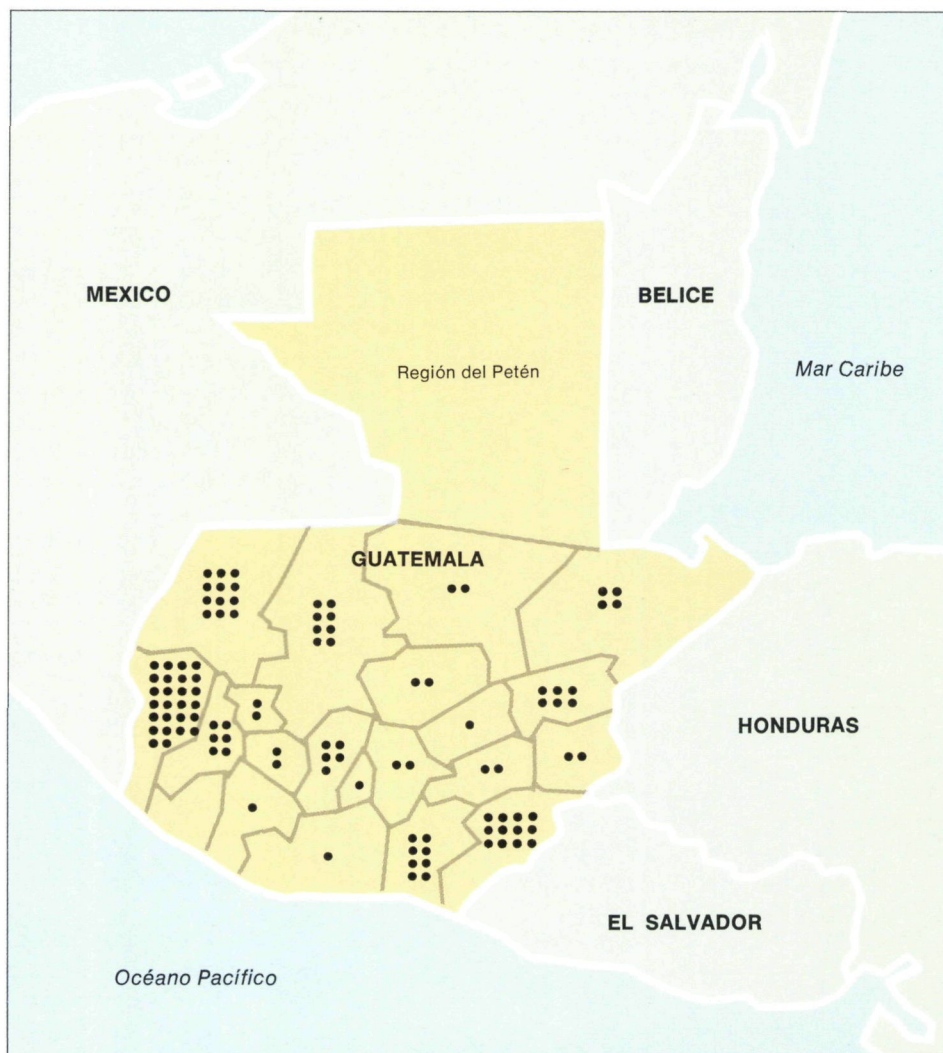 MEXICO
BELICE
Región del Petén
Mar Caribe
GUATEMALA
HONDURAS
EL SALVADOR
Océano Pacífico